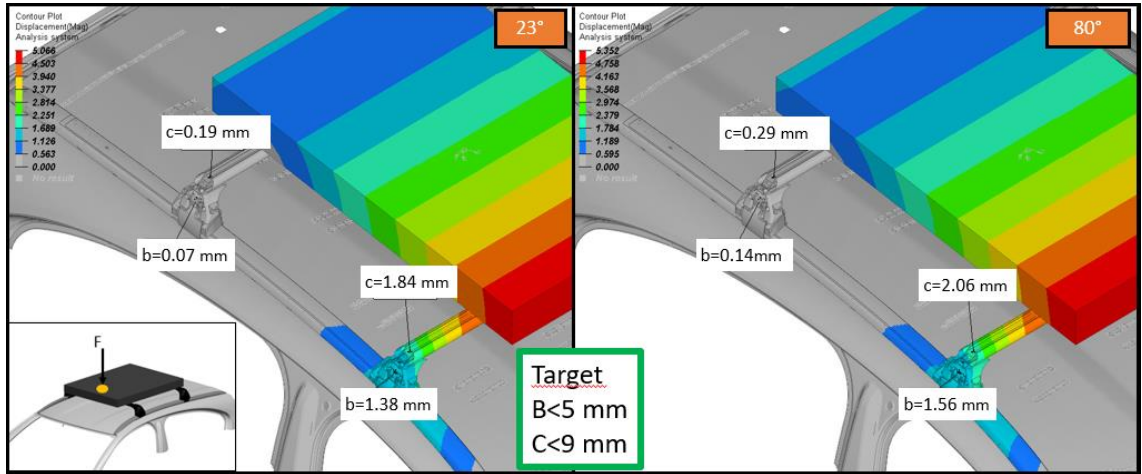 Contour Plot
Displacement(Mag)
Analysis system
5.066
4.503
3.940
3.377
2.814
2.251
1.689
1.126
0.563
0.000
No result
23°
c=0.19 mm
b=0.07 mm
c=1.84 mm
b=1.38 mm
F
Contour Plot
Displacement(Mag)
Analysis system
5.352
4.758
4.163
3.568
2.974
2.379
1.784
1.189
0.595
0.000
No result
80°
c=0.29 mm
b=0.14mm
c=2.06 mm
b=1.56 mm
Target
B<5 mm
C<9 mm